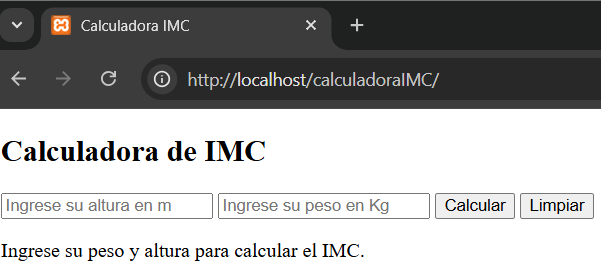 Calculadora IMC
http://localhost/calculadoraIMC/
Calculadora de IMC
Ingrese su altura en m Ingrese su peso en Kg Calcular Limpiar
Ingrese su peso y altura para calcular el IMC.